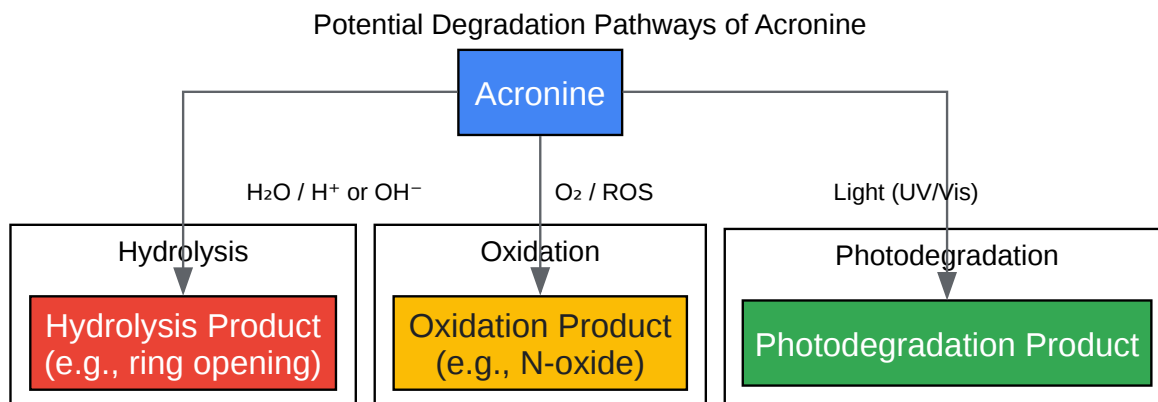 Potential Degradation Pathways of Acronine
Acronine
H₂O / H⁺ or OH⁻
O₂ / ROS
Light (UV/Vis)
Hydrolysis
Oxidation
Photodegradation
Hydrolysis Product
(e.g., ring opening)
Oxidation Product
(e.g., N-oxide)
Photodegradation Product